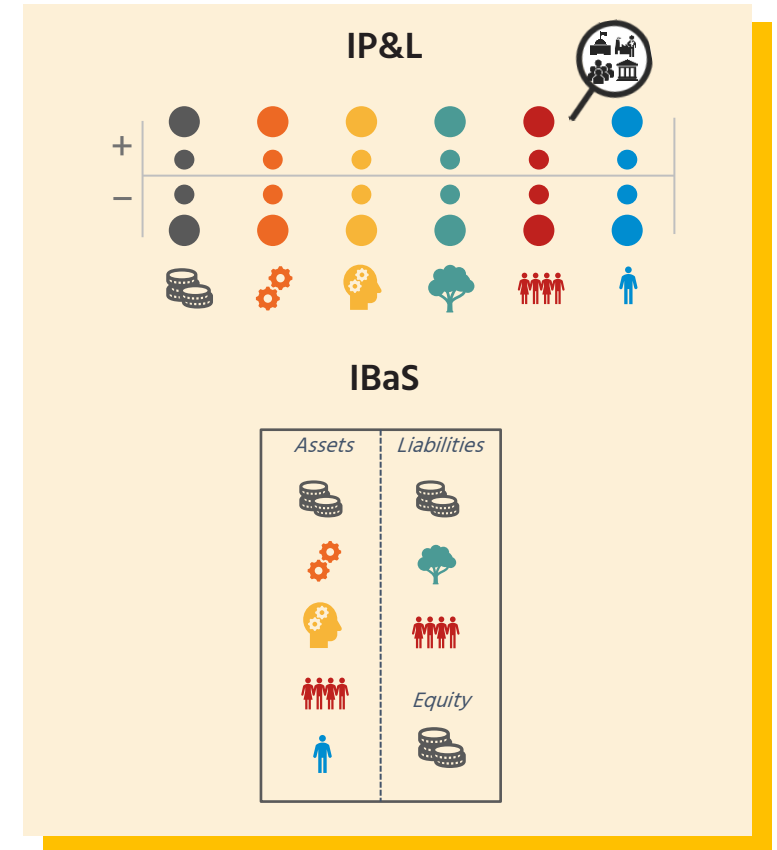 IP&L
+
−
IBaS
Assets Liabilities
Equity